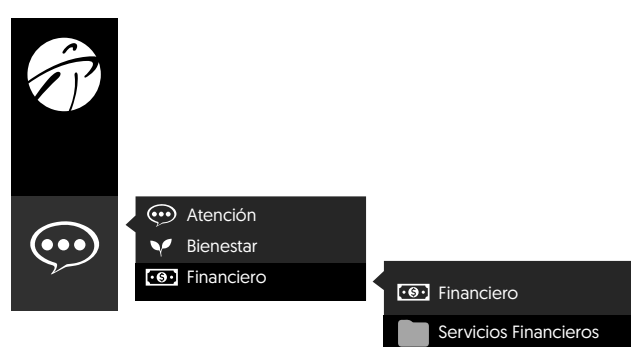 Atención
Bienestar
Financiero
Financiero
Servicios Financieros